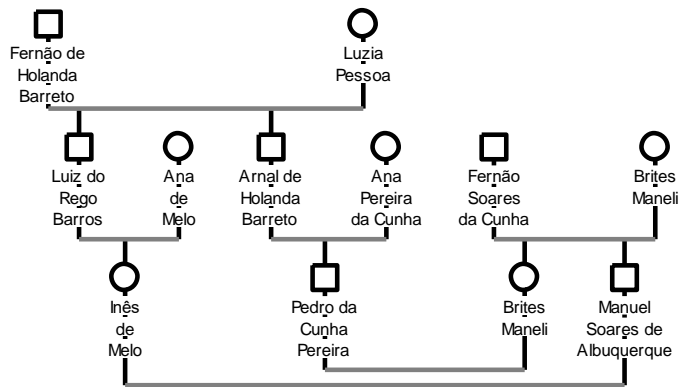 Fernão de
Holanda
Barreto
Luzia
Pessoa
Luiz do
Rego
Barros
Ana
de
Melo
Arnal de
Holanda
Barreto
Ana
Pereira
da Cunha
Fernão
Soares
da Cunha
Brites
Maneli
Inês
de
Melo
Pedro da
Cunha
Pereira
Brites
Maneli
Manuel
Soares de
Albuquerque